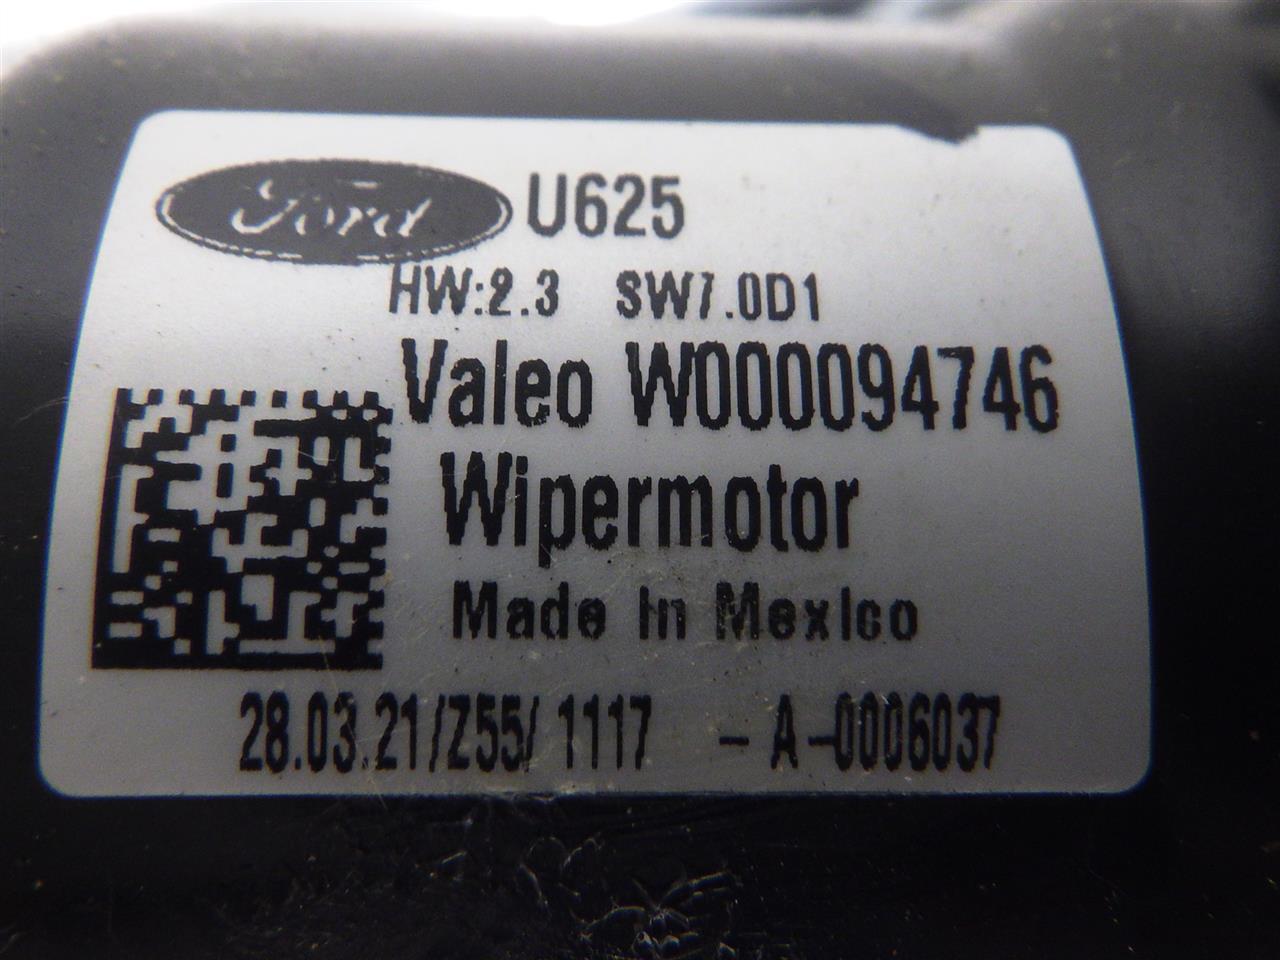 Ford U625
HW:2.3 SW7.0D1
Valeo W000094746
Wipermotor
Made In Mexico
28.03.21/Z55/ 1117 - A-0006037